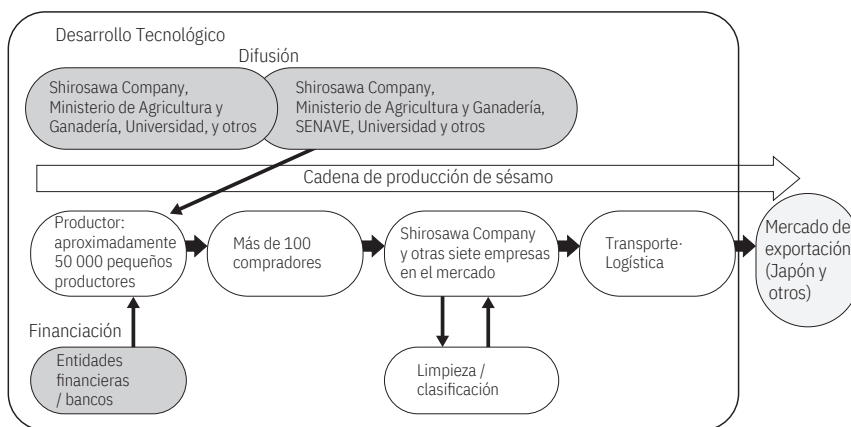 Desarrollo Tecnológico
Difusión
Shirosawa Company,
Ministerio de Agricultura y
Ganadería, Universidad, y otros
Shirosawa Company,
Ministerio de Agricultura y Ganadería,
SENAVE, Universidad y otros
Cadena de producción de sésamo
Productor:
aproximadamente
50 000 pequeños
productores
Más de 100
compradores
Shirosawa Company
y otras siete empresas
en el mercado
Transporte·
Logística
Mercado de
exportación
(Japón y
otros)
Financiación
Entidades
financieras
/ bancos
Limpieza /
clasificación